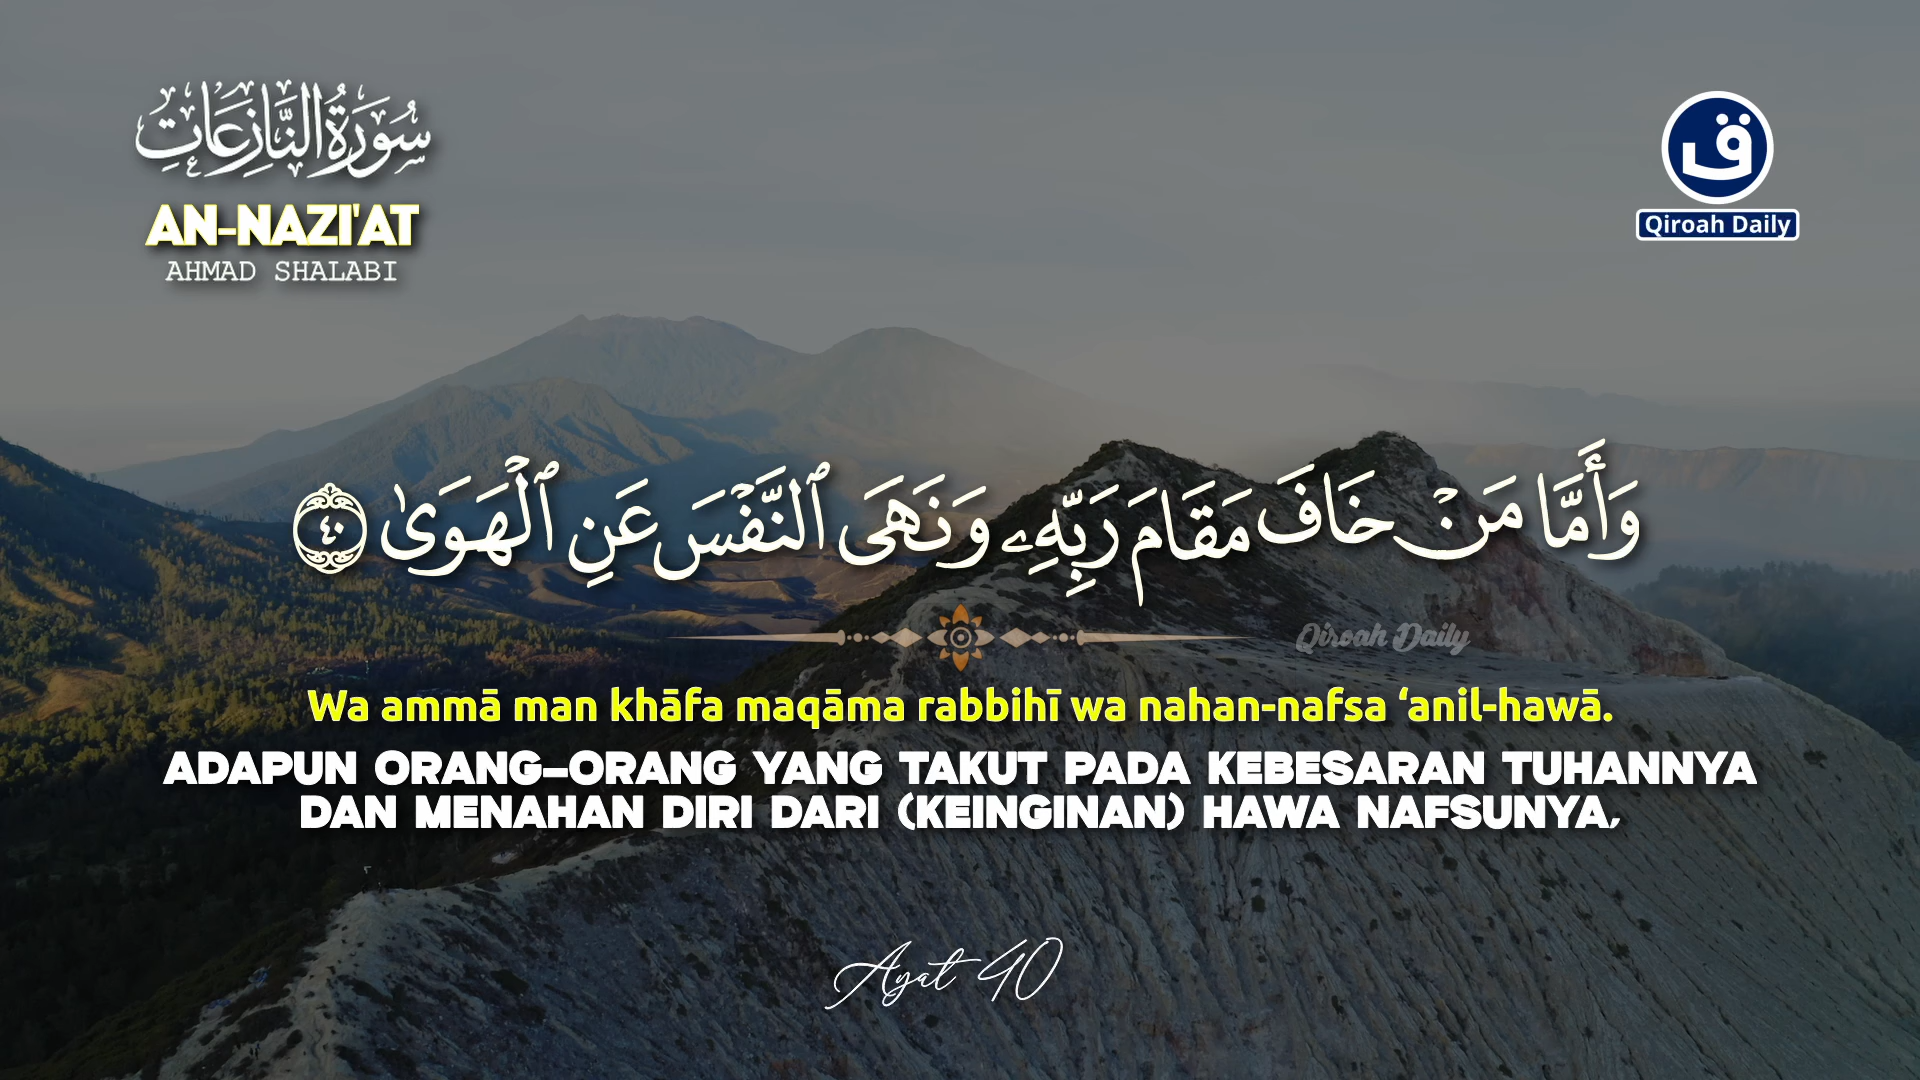 سُورَةُ النَّازِعَاتِ
AN-NAZI'AT
AHMAD SHALABI
ق
Qiroah Daily
وَأَمَّا مَنْ خَافَ مَقَامَ رَبِّهِۦ وَنَهَى ٱلنَّفْسَ عَنِ ٱلْهَوَىٰ ٤٠
Qiroah Daily
Wa ammā man khāfa maqāma rabbihī wa nahan-nafsa ‘anil-hawā.
ADAPUN ORANG-ORANG YANG TAKUT PADA KEBESARAN TUHANNYA
DAN MENAHAN DIRI DARI (KEINGINAN) HAWA NAFSUNYA,
Ayat 40